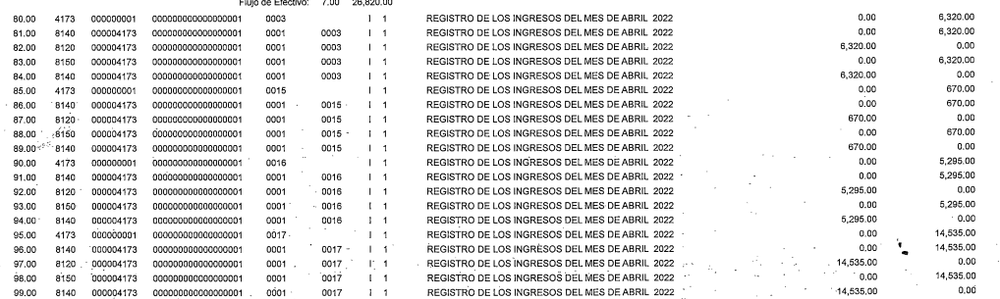 Flujo de Efectivo: 7.00 26,820.00
80.00 4173 000000001 000000000000000001 0003 I 1 REGISTRO DE LOS INGRESOS DEL MES DE ABRIL 2022 0.00 6,320.00
81.00 8140 000004173 000000000000000001 0001 0003 I 1 REGISTRO DE LOS INGRESOS DEL MES DE ABRIL 2022 0.00 6,320.00
82.00 8120 000004173 000000000000000001 0001 0003 I 1 REGISTRO DE LOS INGRESOS DEL MES DE ABRIL 2022 6,320.00 0.00
83.00 8150 000004173 000000000000000001 0001 0003 I 1 REGISTRO DE LOS INGRESOS DEL MES DE ABRIL 2022 0.00 6,320.00
84.00 8140 000004173 000000000000000001 0001 0003 I 1 REGISTRO DE LOS INGRESOS DEL MES DE ABRIL 2022 6,320.00 0.00
85.00 4173 000000001 000000000000000001 0015 I 1 REGISTRO DE LOS INGRESOS DEL MES DE ABRIL 2022 0.00 670.00
86.00 8140 000004173 000000000000000001 0001 0015 I 1 REGISTRO DE LOS INGRESOS DEL MES DE ABRIL 2022 0.00 670.00
87.00 8120 000004173 000000000000000001 0001 0015 I 1 REGISTRO DE LOS INGRESOS DEL MES DE ABRIL 2022 670.00 0.00
88.00 8150 000004173 000000000000000001 0001 0015 I 1 REGISTRO DE LOS INGRESOS DEL MES DE ABRIL 2022 0.00 670.00
89.00 8140 000004173 000000000000000001 0001 0015 I 1 REGISTRO DE LOS INGRESOS DEL MES DE ABRIL 2022 670.00 0.00
90.00 4173 000000001 000000000000000001 0016 I 1 REGISTRO DE LOS INGRESOS DEL MES DE ABRIL 2022 0.00 5,295.00
91.00 8140 000004173 000000000000000001 0001 0016 I 1 REGISTRO DE LOS INGRESOS DEL MES DE ABRIL 2022 0.00 5,295.00
92.00 8120 000004173 000000000000000001 0001 0016 I 1 REGISTRO DE LOS INGRESOS DEL MES DE ABRIL 2022 5,295.00 0.00
93.00 8150 000004173 000000000000000001 0001 0016 I 1 REGISTRO DE LOS INGRESOS DEL MES DE ABRIL 2022 0.00 5,295.00
94.00 8140 000004173 000000000000000001 0001 0016 I 1 REGISTRO DE LOS INGRESOS DEL MES DE ABRIL 2022 5,295.00 0.00
95.00 4173 000000001 000000000000000001 0017 I 1 REGISTRO DE LOS INGRESOS DEL MES DE ABRIL 2022 0.00 14,535.00
96.00 8140 000004173 000000000000000001 0001 0017 I 1 REGISTRO DE LOS INGRESOS DEL MES DE ABRIL 2022 0.00 14,535.00
97.00 8120 000004173 000000000000000001 0001 0017 I 1 REGISTRO DE LOS INGRESOS DEL MES DE ABRIL 2022 14,535.00 0.00
98.00 8150 000004173 000000000000000001 0001 0017 I 1 REGISTRO DE LOS INGRESOS DEL MES DE ABRIL 2022 0.00 14,535.00
99.00 8140 000004173 000000000000000001 0001 0017 I 1 REGISTRO DE LOS INGRESOS DEL MES DE ABRIL 2022 14,535.00 0.00